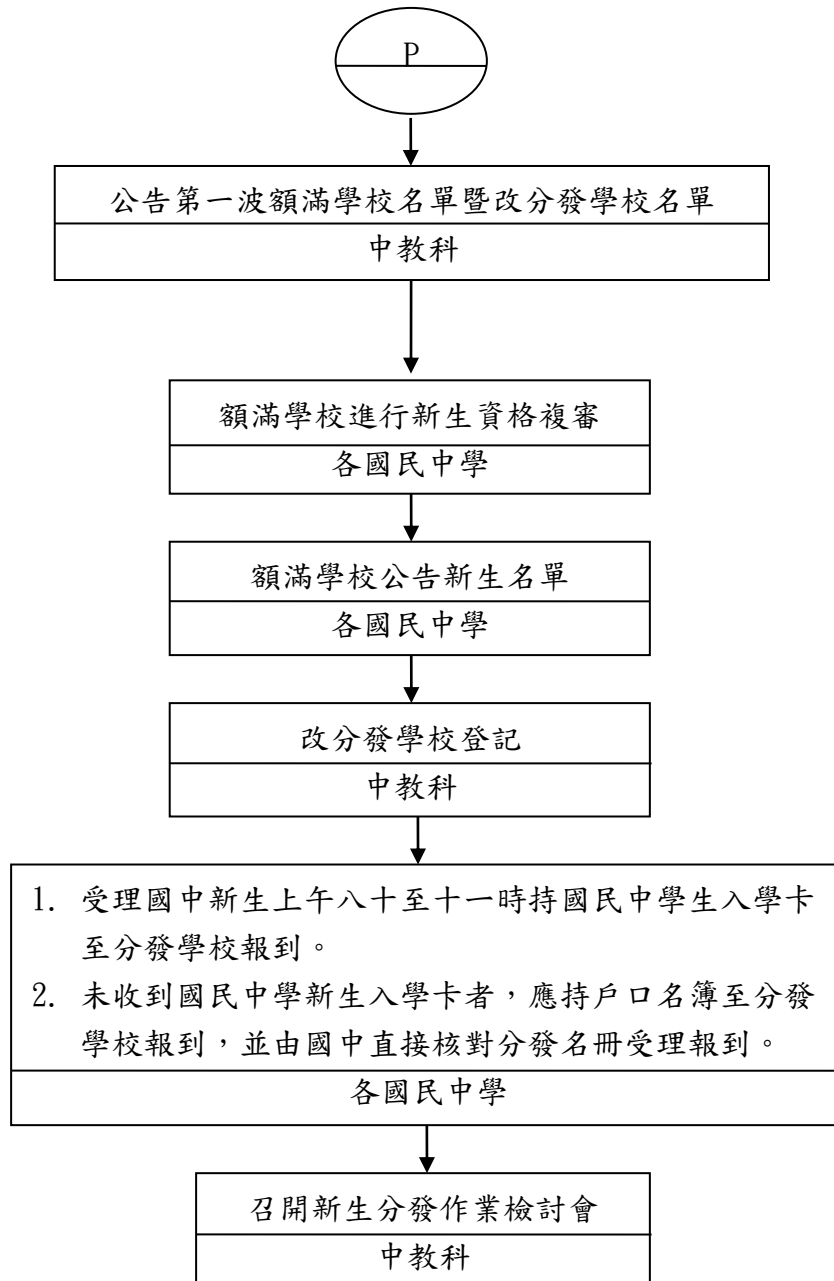 P
公告第一波額滿學校名單暨改分發學校名單
中教科
額滿學校進行新生資格複審
各國民中學
額滿學校公告新生名單
各國民中學
改分發學校登記
中教科
1. 受理國中新生上午八十至十一時持國民中學生入學卡
至分發學校報到。
2. 未收到國民中學新生入學卡者，應持戶口名簿至分發
學校報到，並由國中直接核對分發名冊受理報到。
各國民中學
召開新生分發作業檢討會
中教科